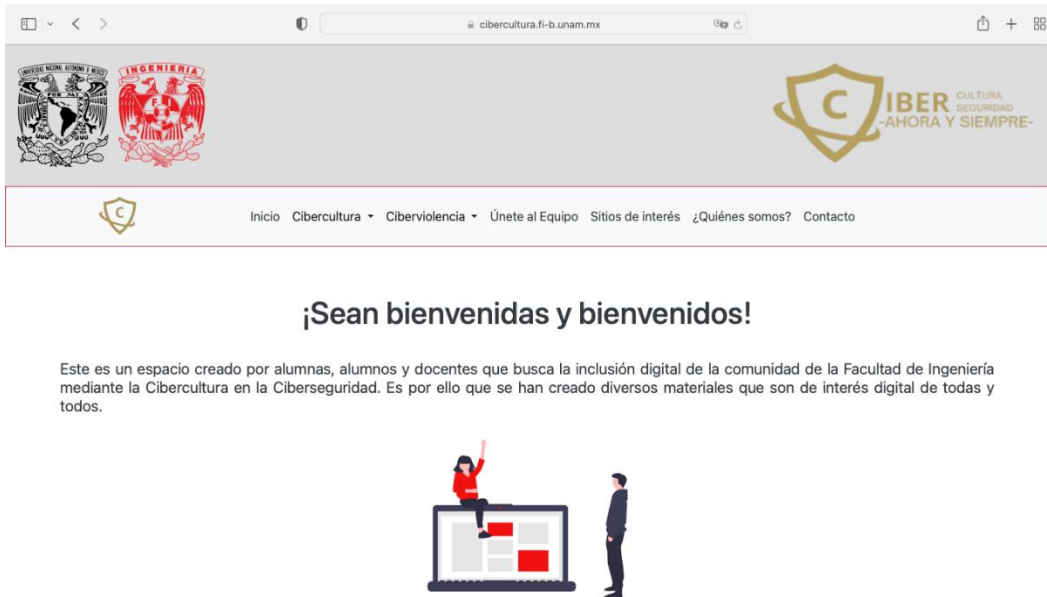 cibercultura.fi-b.unam.mx
INGENIERIA
POR MI
C IBER CULTURA
SEGURIDAD
-AHORA Y SIEMPRE-
C
Inicio Cibercultura Ciberviolencia Únete al Equipo Sitios de interés ¿Quiénes somos? Contacto
¡Sean bienvenidas y bienvenidos!
Este es un espacio creado por alumnas, alumnos y docentes que busca la inclusión digital de la comunidad de la Facultad de Ingeniería
mediante la Cibercultura en la Ciberseguridad. Es por ello que se han creado diversos materiales que son de interés digital de todas y
todos.